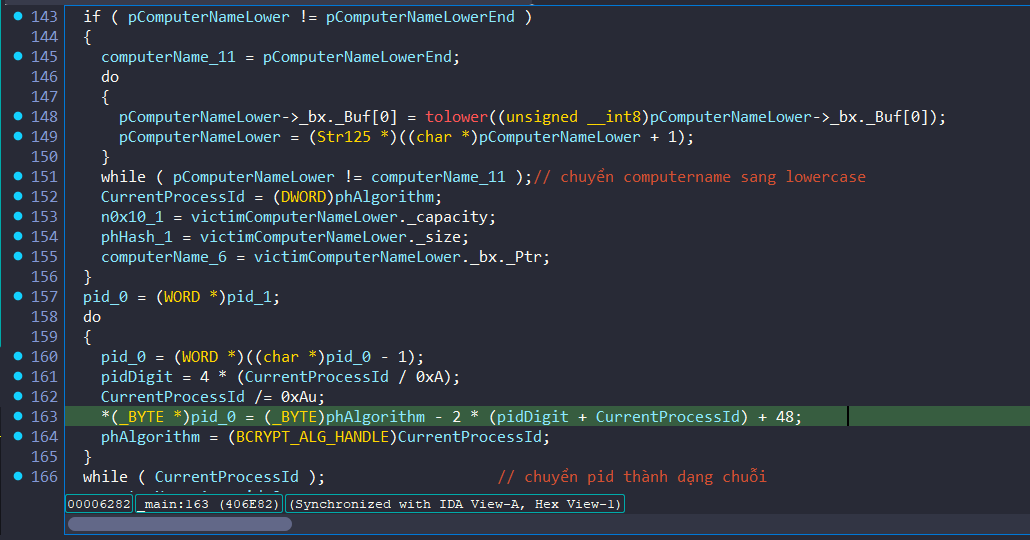 143 if ( pComputerNameLower != pComputerNameLowerEnd )
144 {
145 computerName_11 = pComputerNameLowerEnd;
146 do
147 {
148 pComputerNameLower->_bx._Buf[0] = tolower((unsigned __int8)pComputerNameLower->_bx._Buf[0]);
149 pComputerNameLower = (Str125 *)((char *)pComputerNameLower + 1);
150 }
151 while ( pComputerNameLower != computerName_11 );// chuyển computername sang lowercase
152 CurrentProcessId = (DWORD)phAlgorithm;
153 n0x10_1 = victimComputerNameLower._capacity;
154 phHash_1 = victimComputerNameLower._size;
155 computerName_6 = victimComputerNameLower._bx._Ptr;
156 }
157 pid_0 = (WORD *)pid_1;
158 do
159 {
160 pid_0 = (WORD *)((char *)pid_0 - 1);
161 pidDigit = 4 * (CurrentProcessId / 0xA);
162 CurrentProcessId /= 0xAu;
163 *(_BYTE *)pid_0 = (_BYTE)phAlgorithm - 2 * (pidDigit + CurrentProcessId) + 48;
164 phAlgorithm = (BCRYPT_ALG_HANDLE)CurrentProcessId;
165 }
166 while ( CurrentProcessId ); // chuyển pid thành dạng chuỗi
00006282 _main:163 (406E82) (Synchronized with IDA View-A, Hex View-1)